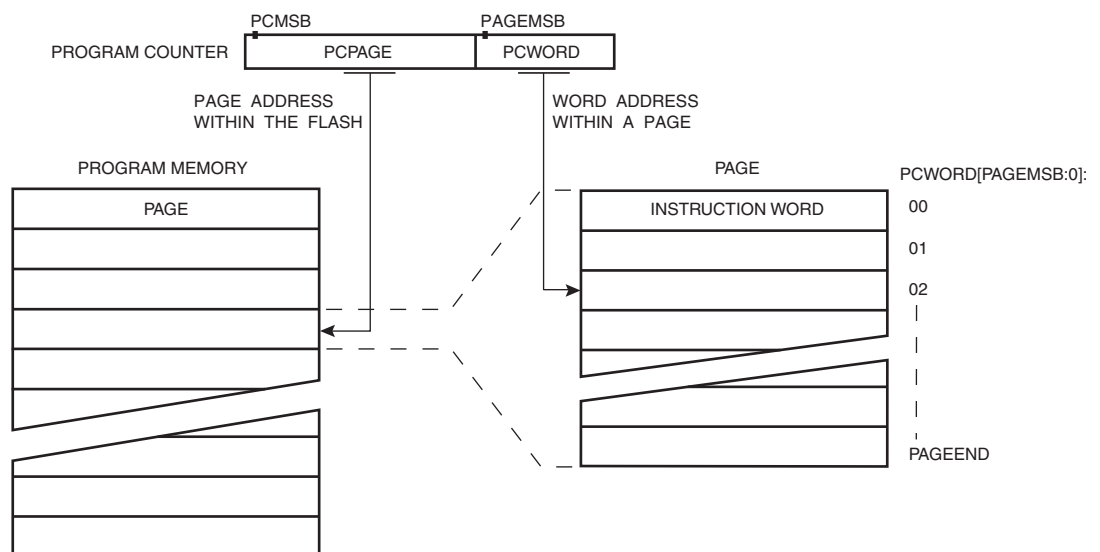 PCMSB
PAGEMSB
PROGRAM COUNTER
PCPAGE
PCWORD
PAGE ADDRESS
WITHIN THE FLASH
WORD ADDRESS
WITHIN A PAGE
PROGRAM MEMORY
PAGE
PCWORD[PAGEMSB:0]:
PAGE
INSTRUCTION WORD
00
01
02
PAGEEND